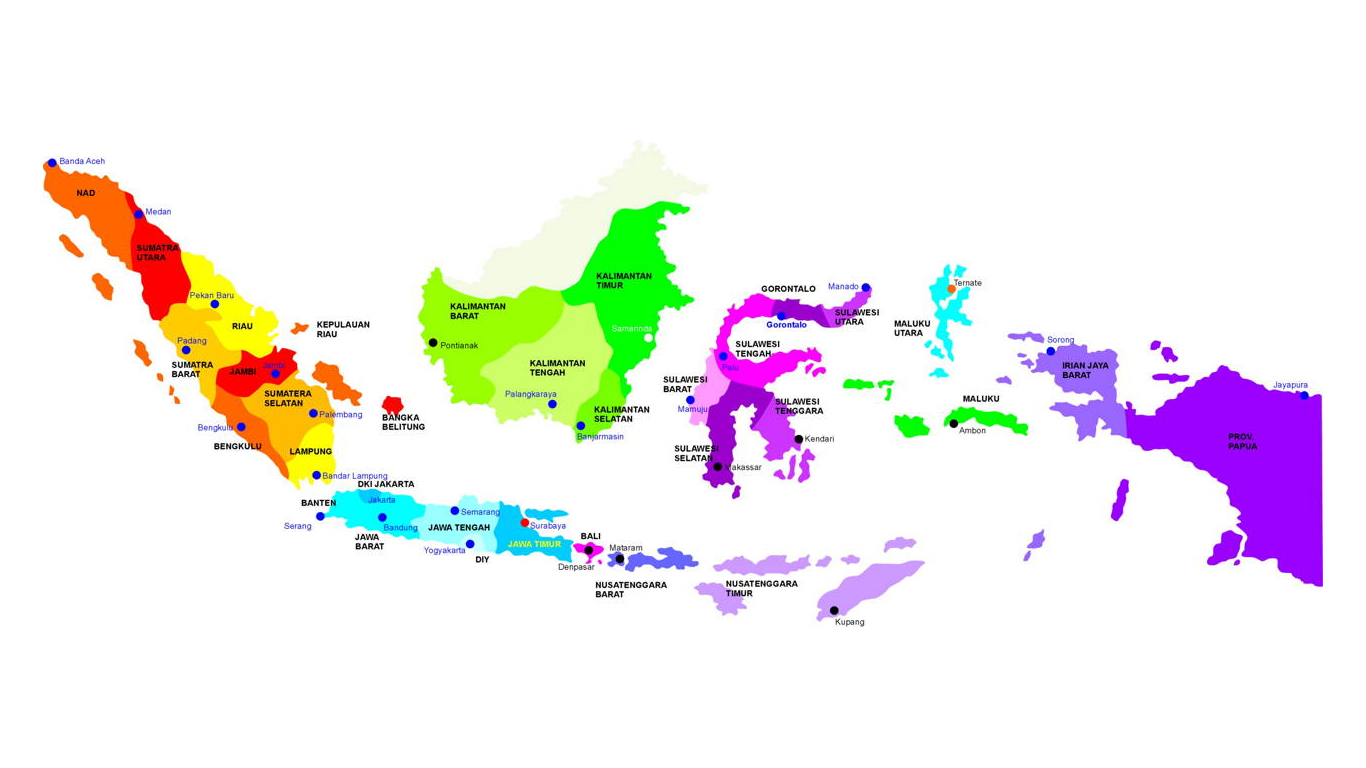 Banda Aceh
NAD
Medan
SUMATRA
UTARA
Pekan Baru
RIAU
KEPULAUAN
RIAU
Padang
SUMATRA
BARAT
JAMBI
Jambi
SUMATERA
SELATAN
Palembang
BANGKA
BELITUNG
Bengkulu
BENGKULU
LAMPUNG
Bandar Lampung
DKI JAKARTA
BANTEN
Jakarta
Serang
Bandung
JAWA
BARAT
Semarang
JAWA TENGAH
Yogyakarta
DIY
Surabaya
JAWA TIMUR
BALI
Denpasar
Mataram
NUSATENGGARA
BARAT
NUSATENGGARA
TIMUR
Kupang
KALIMANTAN
BARAT
Pontianak
KALIMANTAN
TIMUR
Samarinda
KALIMANTAN
TENGAH
Palangkaraya
KALIMANTAN
SELATAN
Banjarmasin
GORONTALO
Gorontalo
Manado
SULAWESI
UTARA
SULAWESI
TENGAH
Palu
SULAWESI
BARAT
Mamuju
SULAWESI
TENGGARA
Kendari
SULAWESI
SELATAN
Makassar
MALUKU
UTARA
Ternate
MALUKU
Ambon
Sorong
IRIAN JAYA
BARAT
Jayapura
PROV.
PAPUA